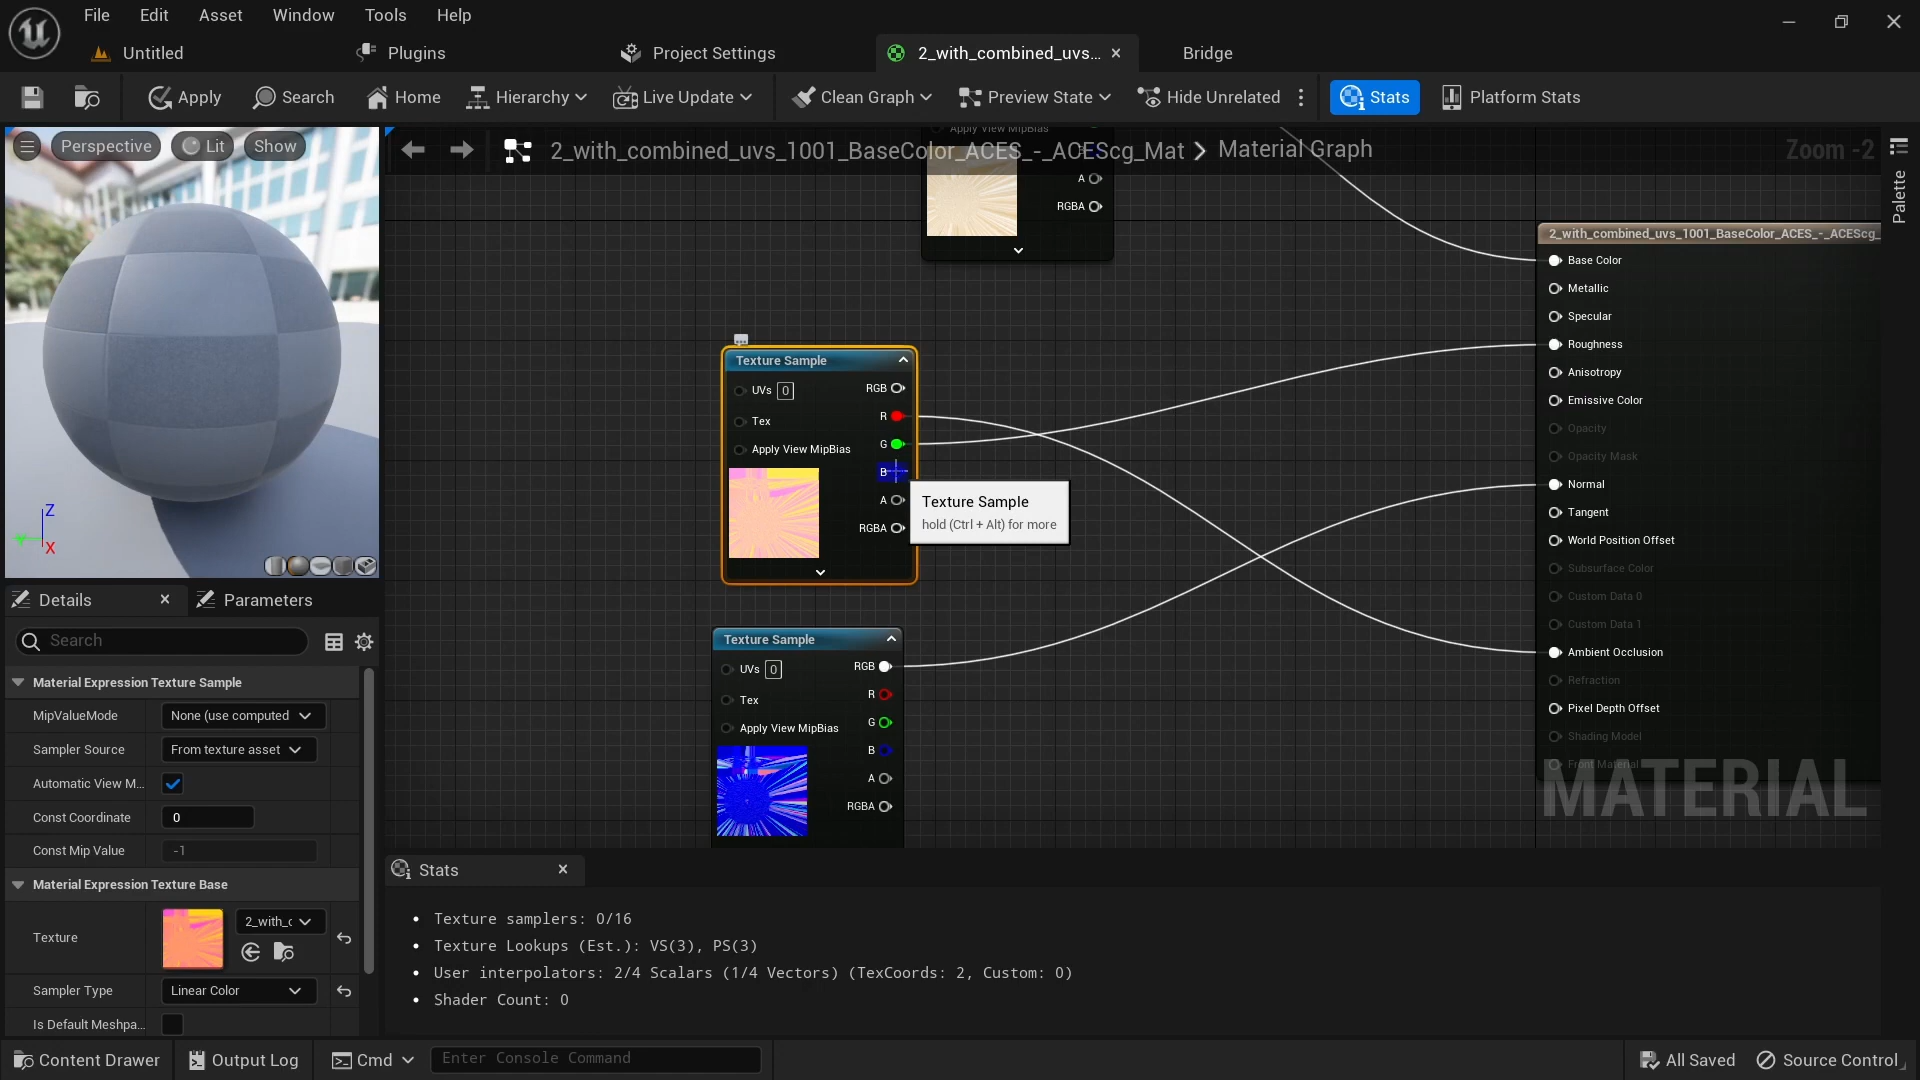 File Edit Asset Window Tools Help
Untitled Plugins Project Settings 2_with_combined_uvs... Bridge
Apply Search Home Hierarchy Live Update Clean Graph Preview State Hide Unrelated Stats Platform Stats
Perspective Lit Show
2_with_combined_uvs_1001_BaseColor_ACES_-_ACEScg_Mat Material Graph
Zoom -2
Palette
Apply View MipBias
A
RGBA
Texture Sample
UVs 0
Tex
Apply View MipBias
RGB
R
G
B
A
RGBA
Texture Sample
hold (Ctrl + Alt) for more
Texture Sample
UVs 0
Tex
Apply View MipBias
RGB
R
G
B
A
RGBA
2_with_combined_uvs_1001_BaseColor_ACES_-_ACEScg_
Base Color
Metallic
Specular
Roughness
Anisotropy
Emissive Color
Opacity
Opacity Mask
Normal
Tangent
World Position Offset
Subsurface Color
Custom Data 0
Custom Data 1
Ambient Occlusion
Refraction
Pixel Depth Offset
Shading Model
Front Material
MATERIAL
Z
Y
X
Details Parameters
Search
Material Expression Texture Sample
MipValueMode None (use computed
Sampler Source From texture asset
Automatic View M...
Const Coordinate 0
Const Mip Value -1
Material Expression Texture Base
Texture 2_with_c
Sampler Type Linear Color
Is Default Meshpa...
Stats
Texture samplers: 0/16
Texture Lookups (Est.): VS(3), PS(3)
User interpolators: 2/4 Scalars (1/4 Vectors) (TexCoords: 2, Custom: 0)
Shader Count: 0
Content Drawer Output Log Cmd Enter Console Command All Saved Source Control